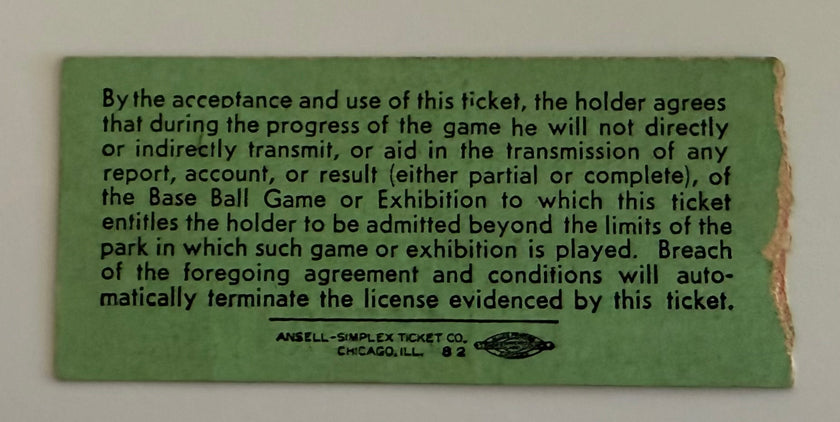 By the acceptance and use of this ticket, the holder agrees
that during the progress of the game he will not directly
or indirectly transmit, or aid in the transmission of any
report, account, or result (either partial or complete), of
the Base Ball Game or Exhibition to which this ticket
entitles the holder to be admitted beyond the limits of the
park in which such game or exhibition is played. Breach
of the foregoing agreement and conditions will auto-
matically terminate the license evidenced by this ticket.
ANSELL-SIMPLEX TICKET CO.
CHICAGO, ILL. 82